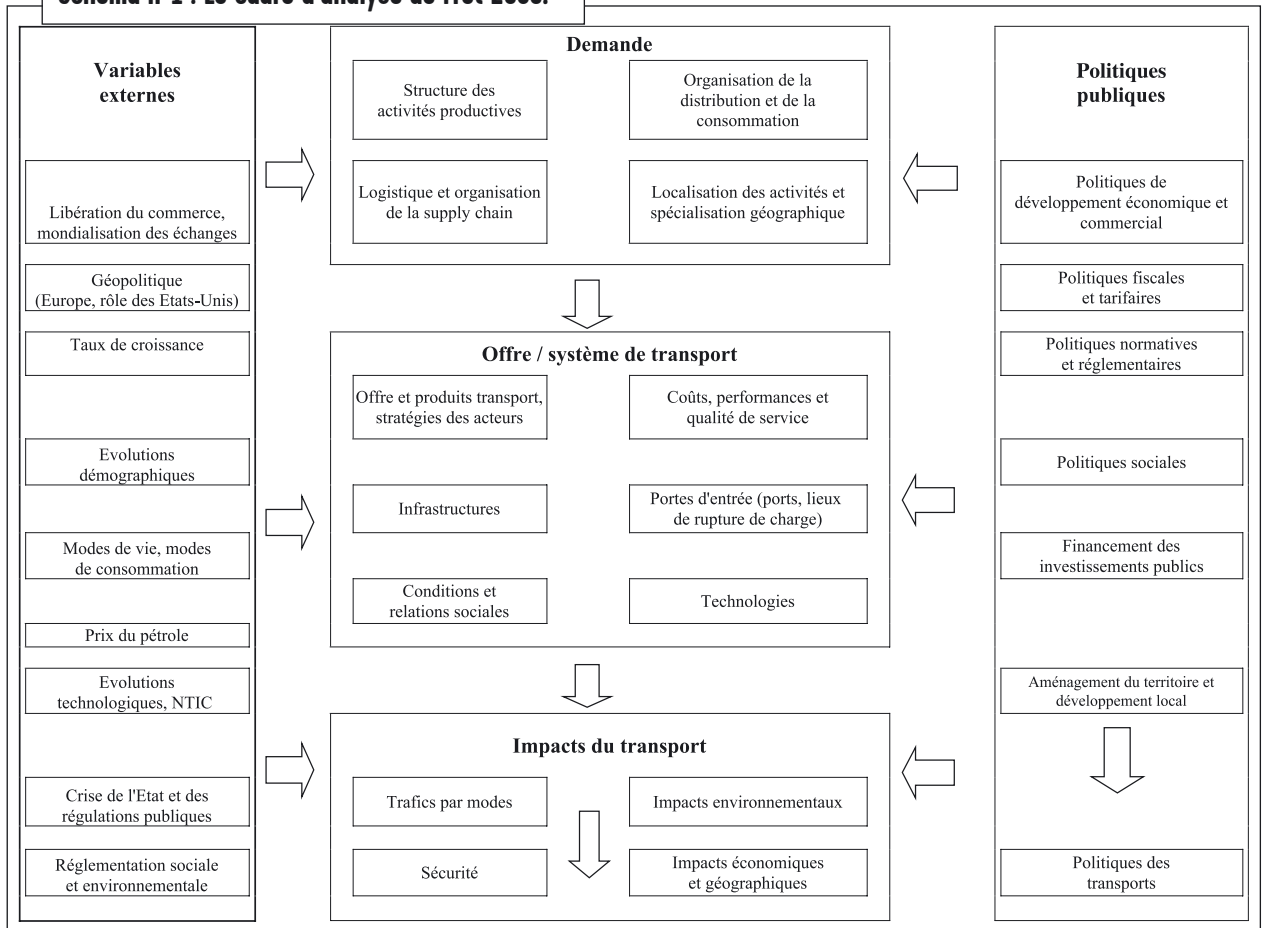 Schéma n°1 : Le cadre d'analyse de Fret 2030.
Variables
externes
Libération du commerce,
mondialisation des échanges
Géopolitique
(Europe, rôle des Etats-Unis)
Taux de croissance
Evolutions
démographiques
Modes de vie, modes
de consommation
Prix du pétrole
Evolutions
technologiques, NTIC
Crise de l'Etat et des
régulations publiques
Réglementation sociale
et environnementale
Demande
Structure des
activités productives
Organisation de la
distribution et de la
consommation
Logistique et organisation
de la supply chain
Localisation des activités et
spécialisation géographique
Offre / système de transport
Offre et produits transport,
stratégies des acteurs
Coûts, performances et
qualité de service
Infrastructures
Portes d'entrée (ports, lieux
de rupture de charge)
Conditions et
relations sociales
Technologies
Impacts du transport
Trafics par modes
Impacts environnementaux
Sécurité
Impacts économiques
et géographiques
Politiques
publiques
Politiques de
développement économique et
commercial
Politiques fiscales
et tarifaires
Politiques normatives
et réglementaires
Politiques sociales
Financement des
investissements publics
Aménagement du territoire et
développement local
Politiques des
transports